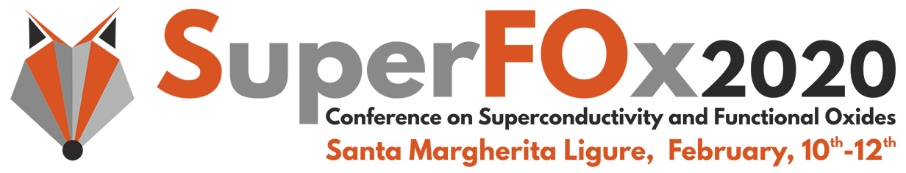 SuperFOx2020
Conference on Superconductivity and Functional Oxides
Santa Margherita Ligure, February, 10th-12th